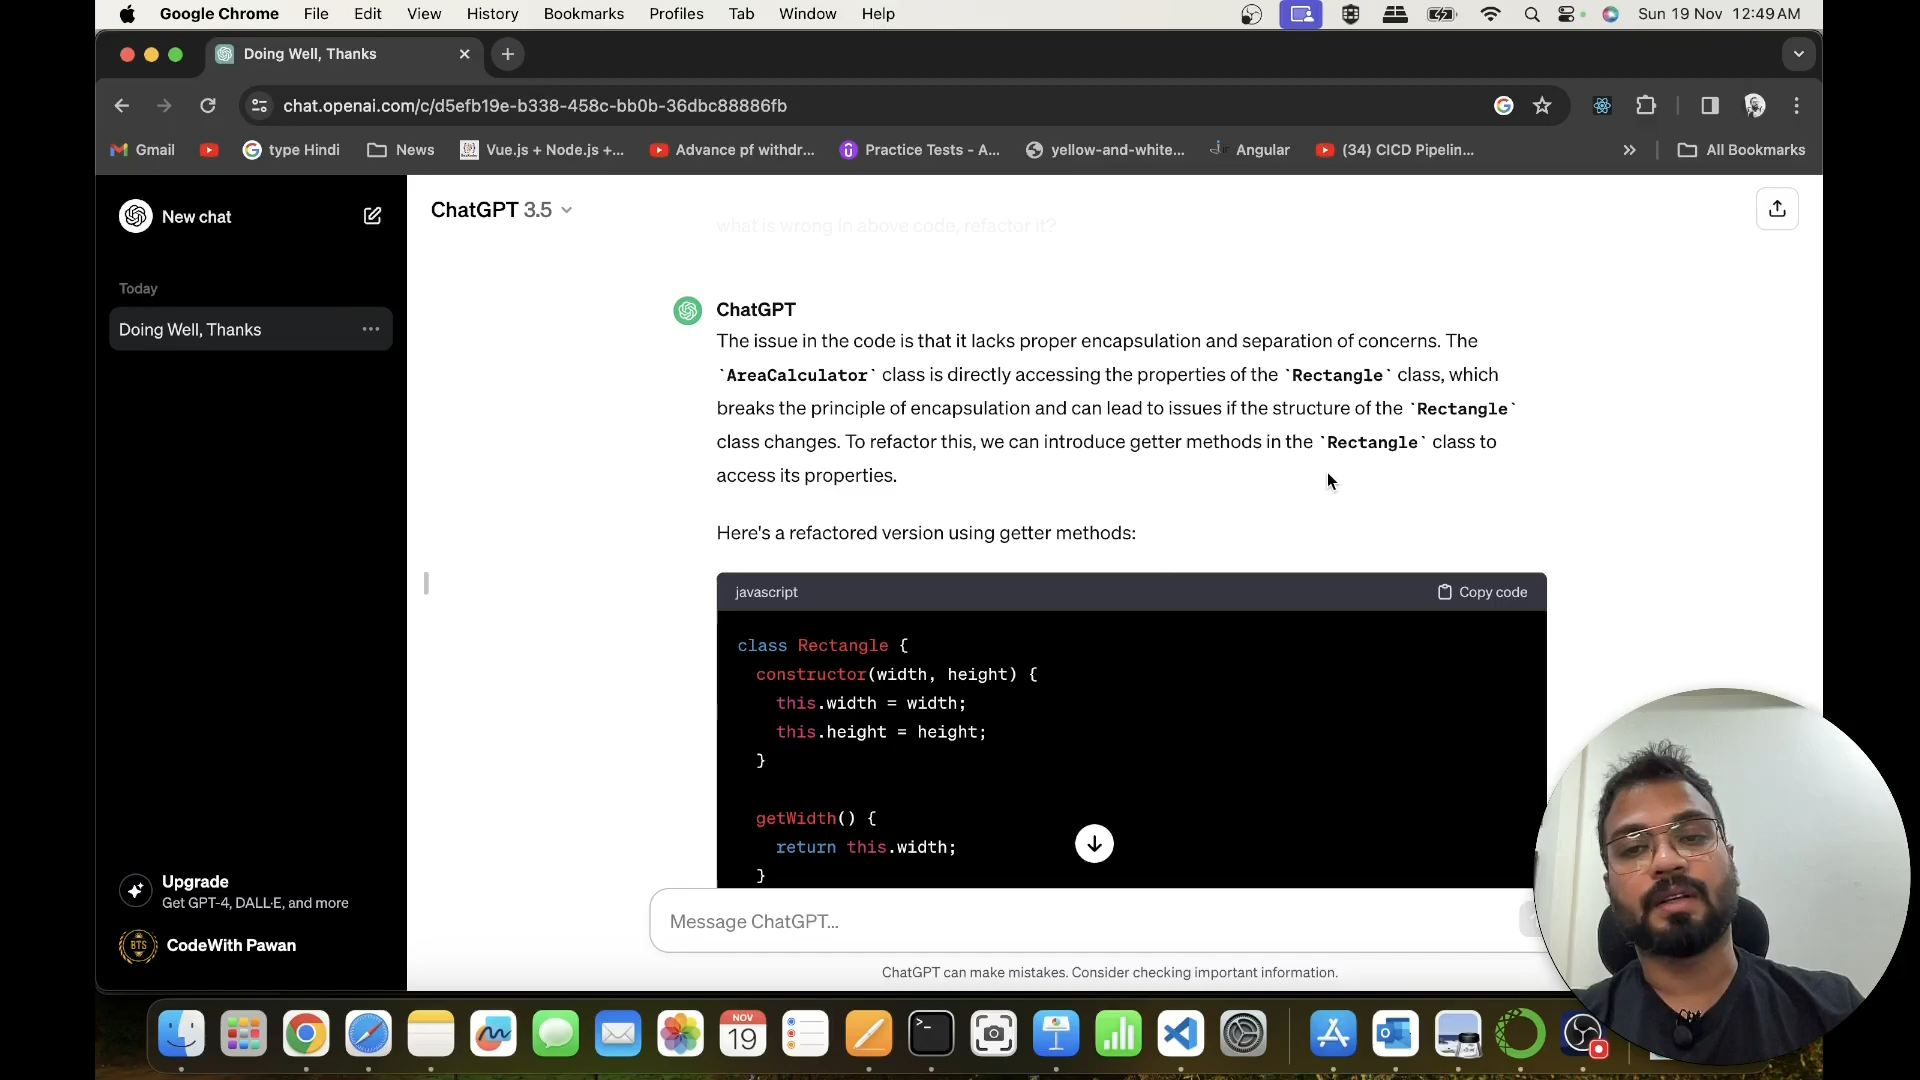 Google Chrome File Edit View History Bookmarks Profiles Tab Window Help Sun 19 Nov 12:49 AM
Doing Well, Thanks
chat.openai.com/c/d5efb19e-b338-458c-bb0b-36dbc88886fb
Gmail type Hindi News Vue.js + Node.js +... Advance pf withdr... Practice Tests - A... yellow-and-white... Angular (34) CICD Pipelin... All Bookmarks
New chat
Today
Doing Well, Thanks
Upgrade
Get GPT-4, DALL·E, and more
BTS
CodeWith Pawan
ChatGPT 3.5
what is wrong in above code, refactor it?
ChatGPT
The issue in the code is that it lacks proper encapsulation and separation of concerns. The
`AreaCalculator` class is directly accessing the properties of the `Rectangle` class, which
breaks the principle of encapsulation and can lead to issues if the structure of the `Rectangle`
class changes. To refactor this, we can introduce getter methods in the `Rectangle` class to
access its properties.
Here's a refactored version using getter methods:
javascript Copy code
class Rectangle {
constructor(width, height) {
this.width = width;
this.height = height;
}
getWidth() {
return this.width;
}
Message ChatGPT...
ChatGPT can make mistakes. Consider checking important information.
NOV
19